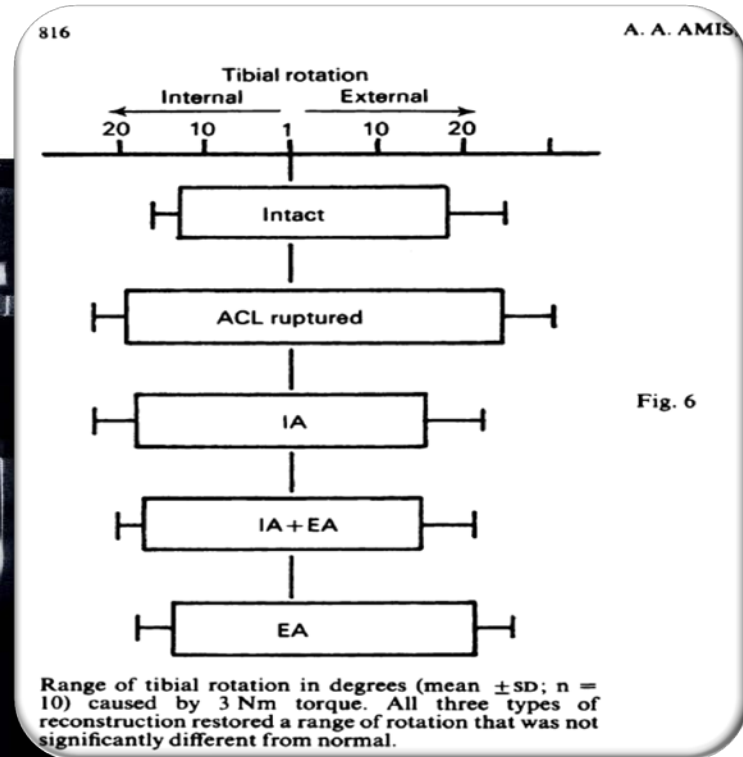 816 A. A. AMIS,
Tibial rotation
Internal External
20 10 1 10 20
Intact
ACL ruptured
IA
Fig. 6
IA+EA
EA
Range of tibial rotation in degrees (mean ±SD; n =
10) caused by 3 Nm torque. All three types of
reconstruction restored a range of rotation that was not
significantly different from normal.